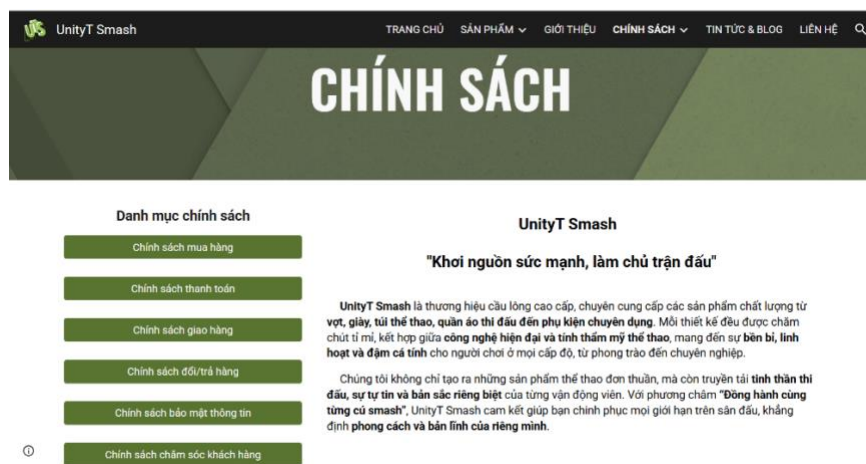 UTS UnityT Smash TRANG CHỦ SẢN PHẨM GIỚI THIỆU CHÍNH SÁCH TIN TỨC & BLOG LIÊN HỆ
CHÍNH SÁCH
Danh mục chính sách
Chính sách mua hàng
Chính sách thanh toán
Chính sách giao hàng
Chính sách đổi/trả hàng
Chính sách bảo mật thông tin
Chính sách chăm sóc khách hàng
UnityT Smash
"Khơi nguồn sức mạnh, làm chủ trận đấu"
UnityT Smash là thương hiệu cầu lông cao cấp, chuyên cung cấp các sản phẩm chất lượng từ
vợt, giày, túi thể thao, quần áo thi đấu đến phụ kiện chuyên dụng. Mỗi thiết kế đều được chăm
chút tỉ mỉ, kết hợp giữa công nghệ hiện đại và tính thẩm mỹ thể thao, mang đến sự bền bỉ, linh
hoạt và đậm cá tính cho người chơi ở mọi cấp độ, từ phong trào đến chuyên nghiệp.
Chúng tôi không chỉ tạo ra những sản phẩm thể thao đơn thuần, mà còn truyền tải tinh thần thi
đấu, sự tự tin và bản sắc riêng biệt của từng vận động viên. Với phương châm "Đồng hành cùng
từng cú smash", UnityT Smash cam kết giúp bạn chinh phục mọi giới hạn trên sân đấu, khẳng
định phong cách và bản lĩnh của riêng mình.